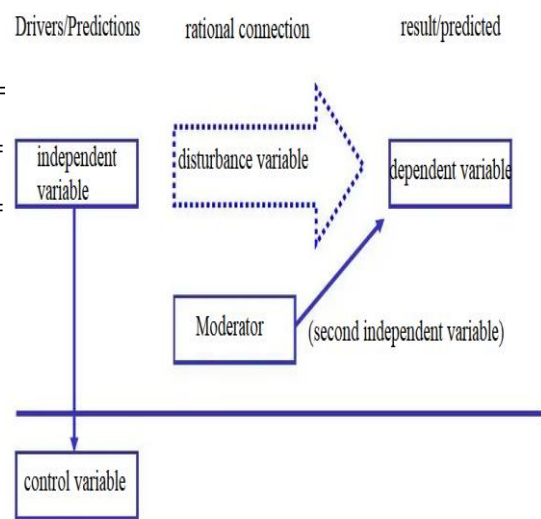 Drivers/Predictions
rational connection
result/predicted
independent
variable
disturbance variable
dependent variable
Moderator
(second independent variable)
control variable